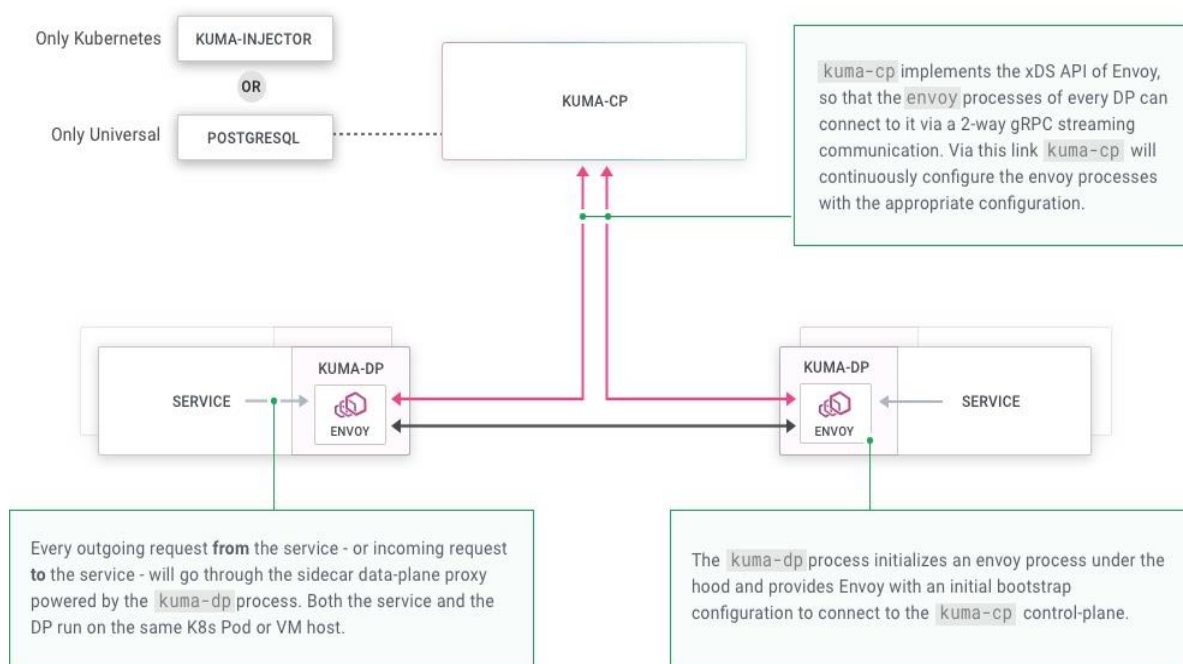 Only Kubernetes
KUMA-INJECTOR
OR
Only Universal
POSTGRESQL
KUMA-CP
kuma-cp implements the xDS API of Envoy,
so that the envoy processes of every DP can
connect to it via a 2-way gRPC streaming
communication. Via this link kuma-cp will
continuously configure the envoy processes
with the appropriate configuration.
SERVICE
KUMA-DP
ENVOY
KUMA-DP
ENVOY
SERVICE
Every outgoing request from the service - or incoming request
to the service - will go through the sidecar data-plane proxy
powered by the kuma-dp process. Both the service and the
DP run on the same K8s Pod or VM host.
The kuma-dp process initializes an envoy process under the
hood and provides Envoy with an initial bootstrap
configuration to connect to the kuma-cp control-plane.